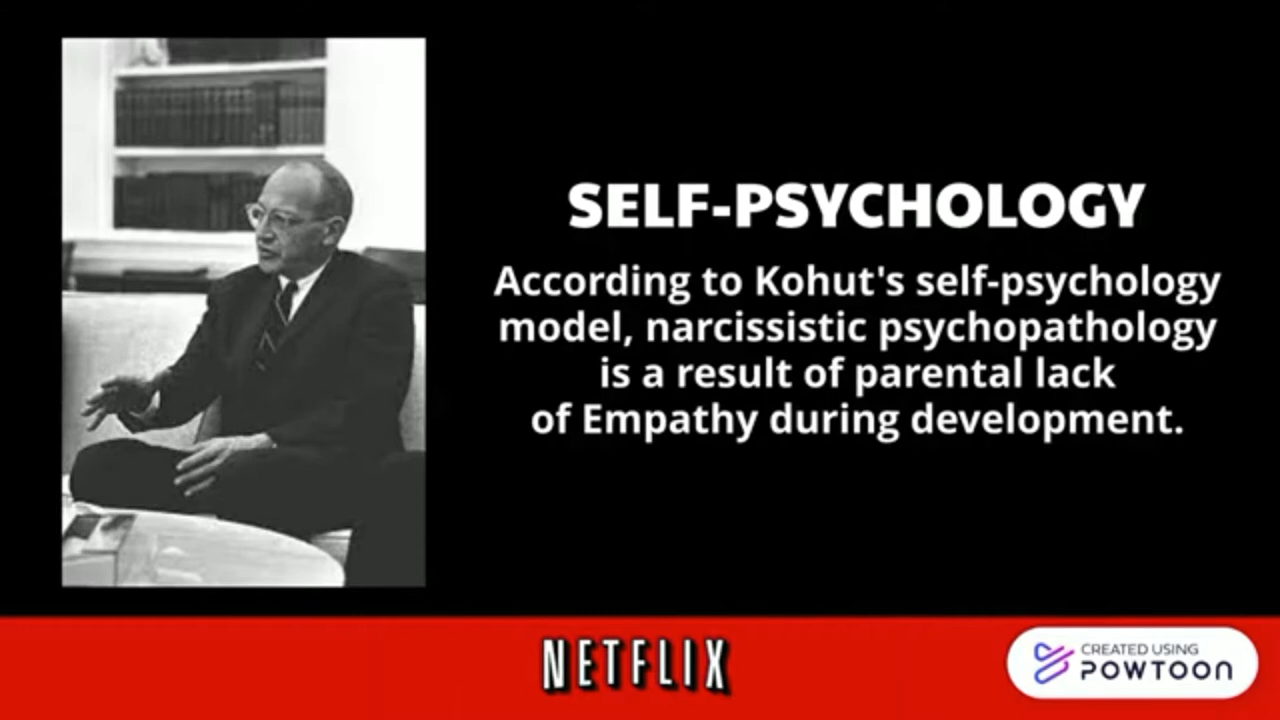 SELF-PSYCHOLOGY
According to Kohut's self-psychology
model, narcissistic psychopathology
is a result of parental lack
of Empathy during development.
NETFLIX
CREATED USING
POWTOON